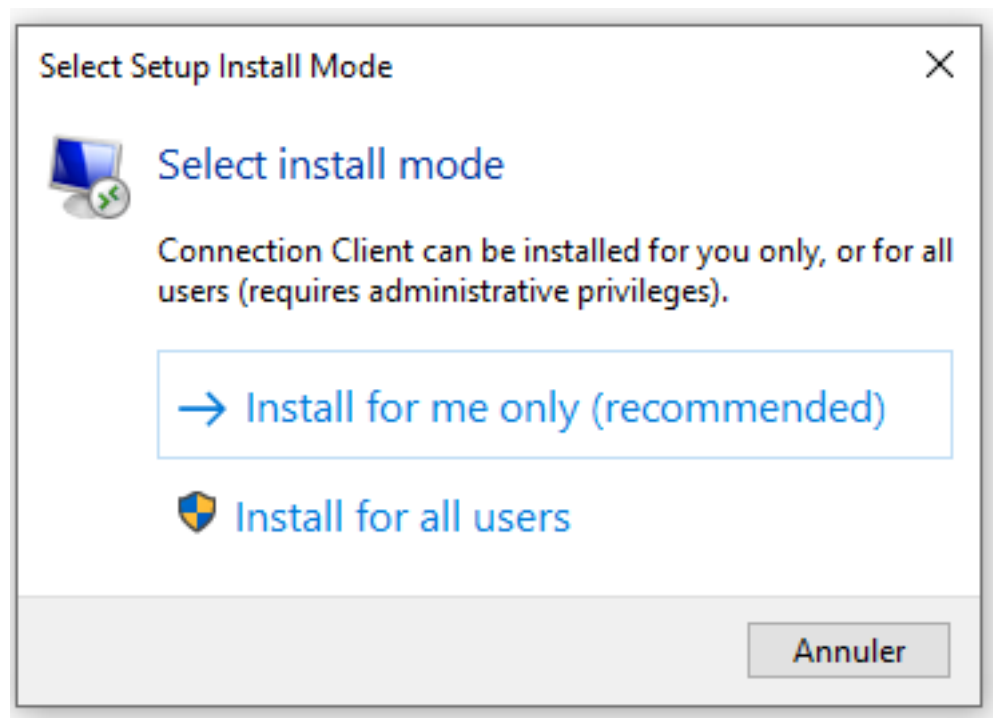 Select Setup Install Mode
Select install mode
Connection Client can be installed for you only, or for all
users (requires administrative privileges).
Install for me only (recommended)
Install for all users
Annuler